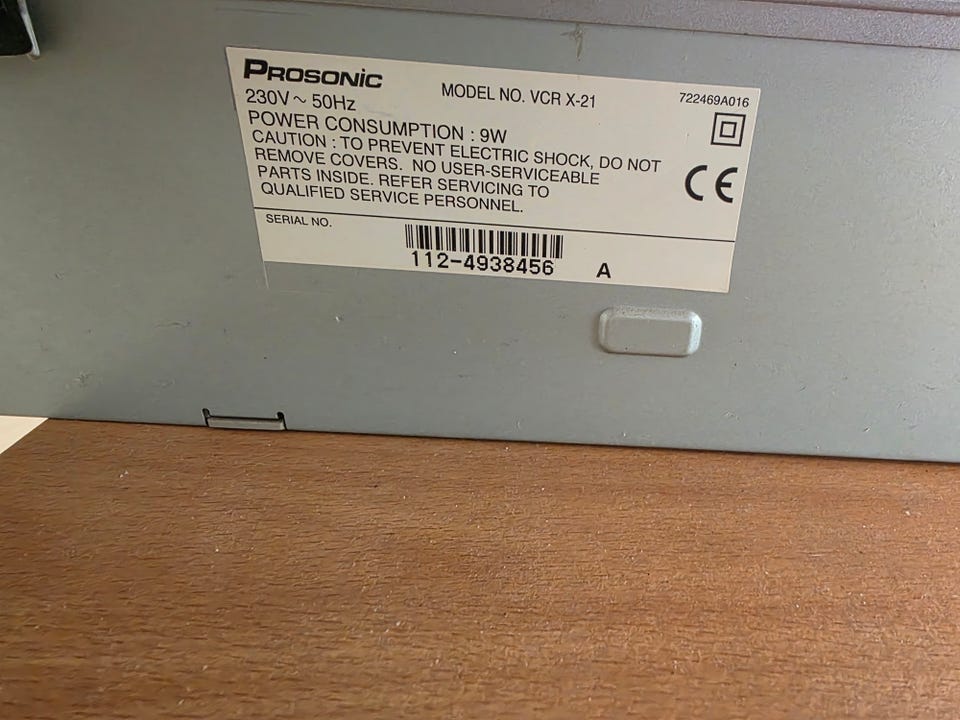 PROSONIC
MODEL NO. VCR X-21
722469A016
230V ~ 50Hz
POWER CONSUMPTION : 9W
CAUTION : TO PREVENT ELECTRIC SHOCK, DO NOT
REMOVE COVERS. NO USER-SERVICEABLE
PARTS INSIDE. REFER SERVICING TO
QUALIFIED SERVICE PERSONNEL.
CE
SERIAL NO.
112-4938456 A